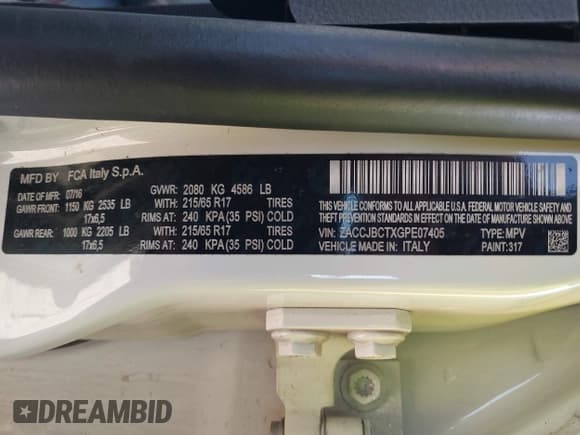 MFD BY FCA Italy S.p.A.
DATE OF MFR: 07/16 GVWR: 2080 KG 4586 LB
GAWR FRONT: 1150 KG 2535 LB WITH: 215/65 R17 TIRES
17x6,5 RIMS AT: 240 KPA (35 PSI) COLD
GAWR REAR: 1000 KG 2205 LB WITH: 215/65 R17 TIRES
17x6,5 RIMS AT: 240 KPA (35 PSI) COLD
THIS VEHICLE CONFORMS TO ALL APPLICABLE U.S.A. FEDERAL MOTOR VEHICLE SAFETY
AND THEFT PREVENTION STANDARDS IN EFFECT ON THE DATE OF MANUFACTURE SHOWN ABOVE.
VIN: ZACCJBCTXGPE07405 TYPE: MPV
VEHICLE MADE IN: ITALY PAINT: 317
DREAMBID